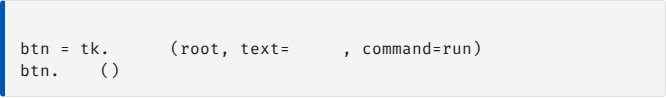 btn = tk.      (root, text=     , command=run)
btn.    ()